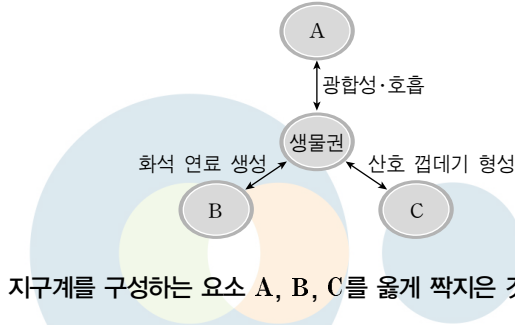 A
광합성·호흡
생물권
화석 연료 생성
산호 껍데기 형성
B
C
지구계를 구성하는 요소 A, B, C를 옳게 짝지은